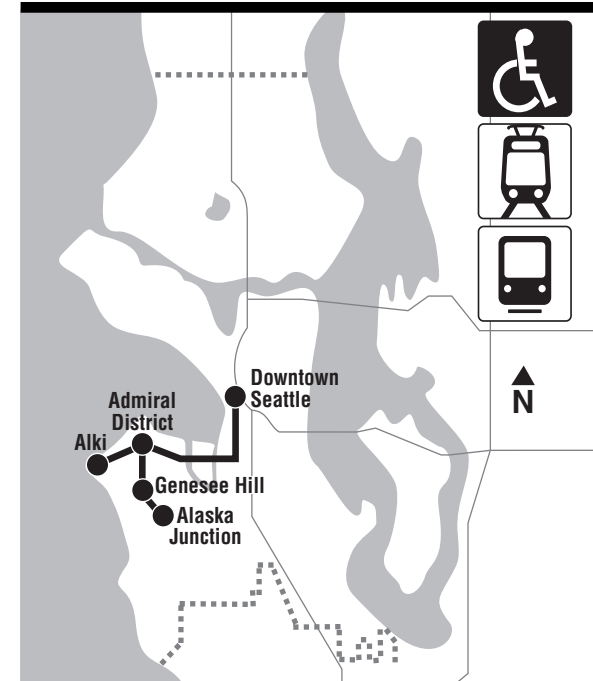 Downtown
Seattle
N
Admiral
District
Alki
Genesee Hill
Alaska
Junction